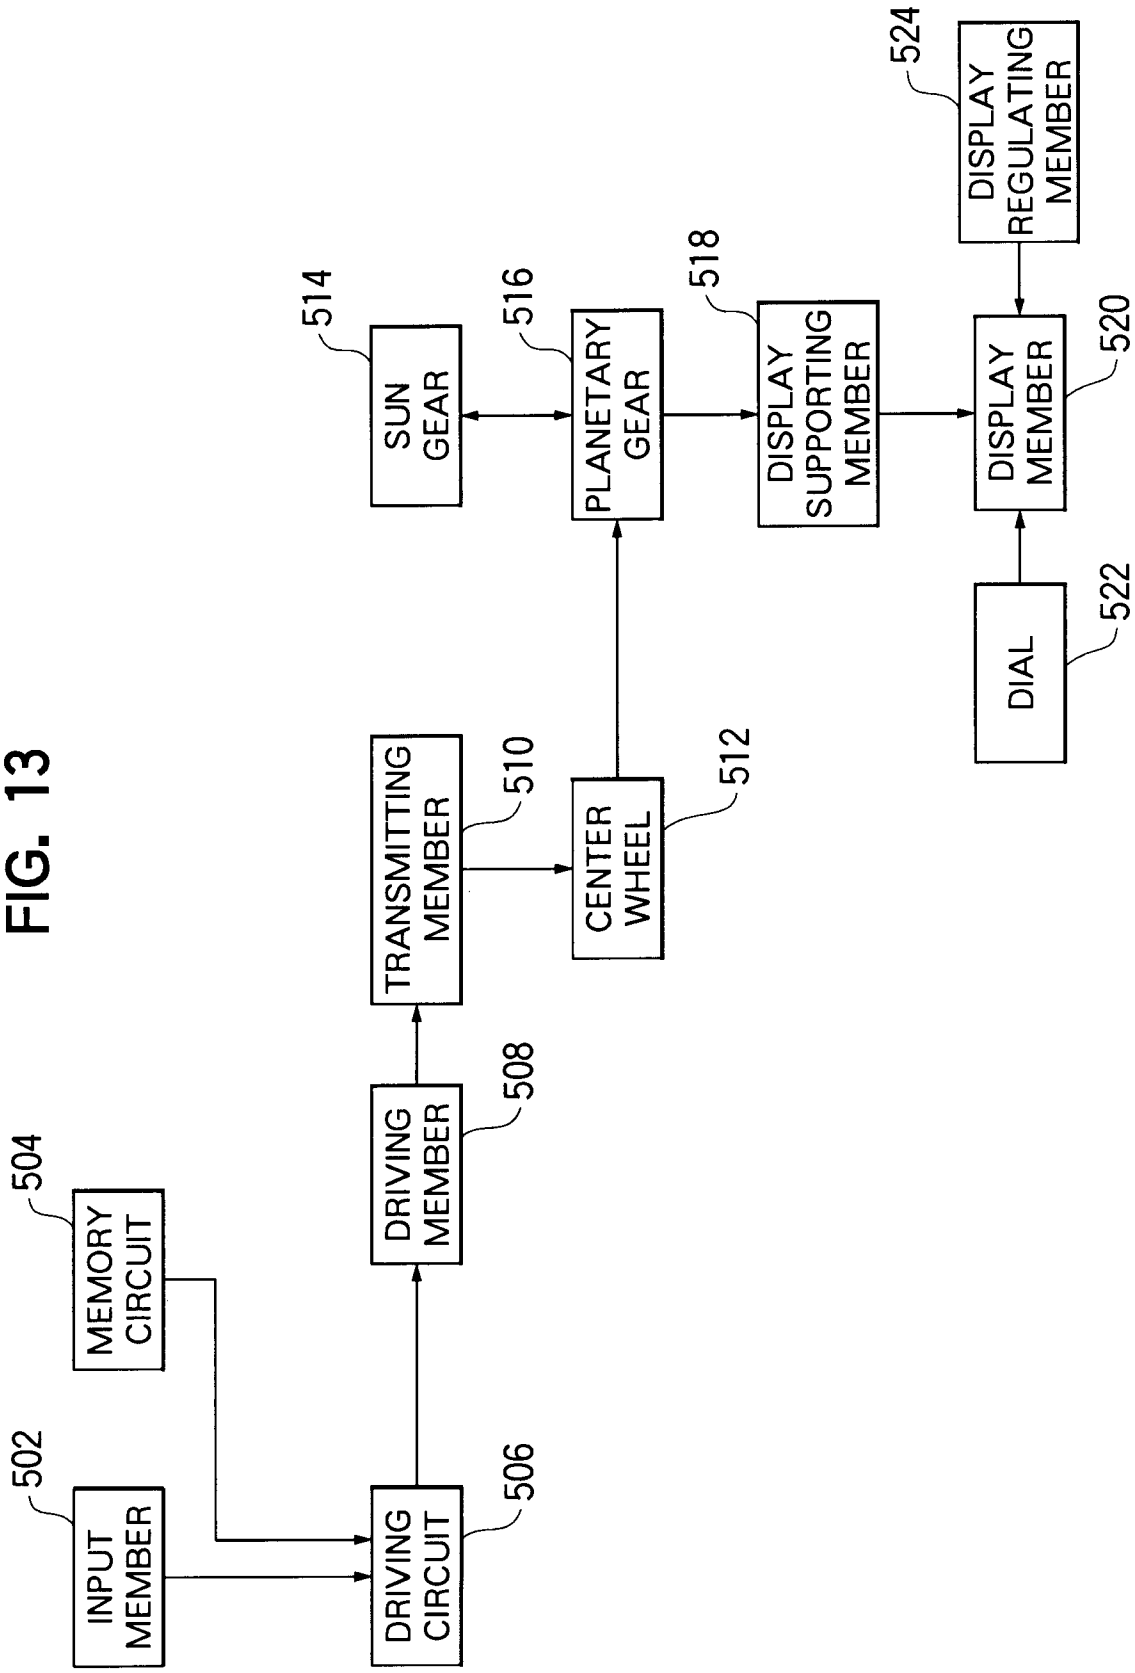 FIG. 13
502
INPUT
MEMBER
504
MEMORY
CIRCUIT
DRIVING
CIRCUIT
506
DRIVING
MEMBER
508
TRANSMITTING
MEMBER
510
CENTER
WHEEL
512
514
SUN
GEAR
516
PLANETARY
GEAR
518
DISPLAY
SUPPORTING
MEMBER
524
DISPLAY
REGULATING
MEMBER
DISPLAY
MEMBER
520
DIAL
522